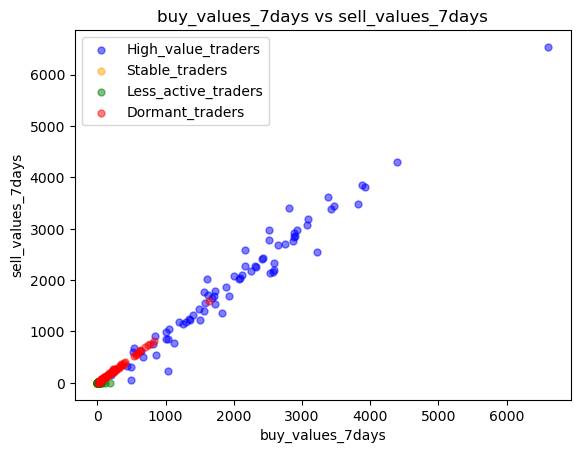 buy_values_7days vs sell_values_7days
High_value_traders
Stable_traders
Less_active_traders
Dormant_traders
sell_values_7days
6000
5000
4000
3000
2000
1000
0
0 1000 2000 3000 4000 5000 6000
buy_values_7days